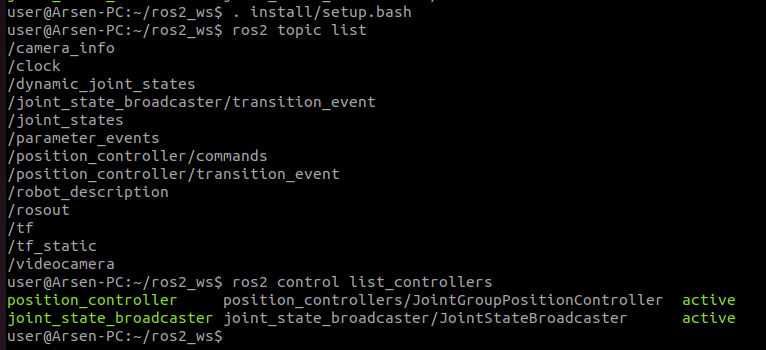 user@Arsen-PC:~/ros2_ws$ . install/setup.bash
user@Arsen-PC:~/ros2_ws$ ros2 topic list
/camera_info
/clock
/dynamic_joint_states
/joint_state_broadcaster/transition_event
/joint_states
/parameter_events
/position_controller/commands
/position_controller/transition_event
/robot_description
/rosout
/tf
/tf_static
/videocamera
user@Arsen-PC:~/ros2_ws$ ros2 control list_controllers
position_controller     position_controllers/JointGroupPositionController  active
joint_state_broadcaster joint_state_broadcaster/JointStateBroadcaster      active
user@Arsen-PC:~/ros2_ws$